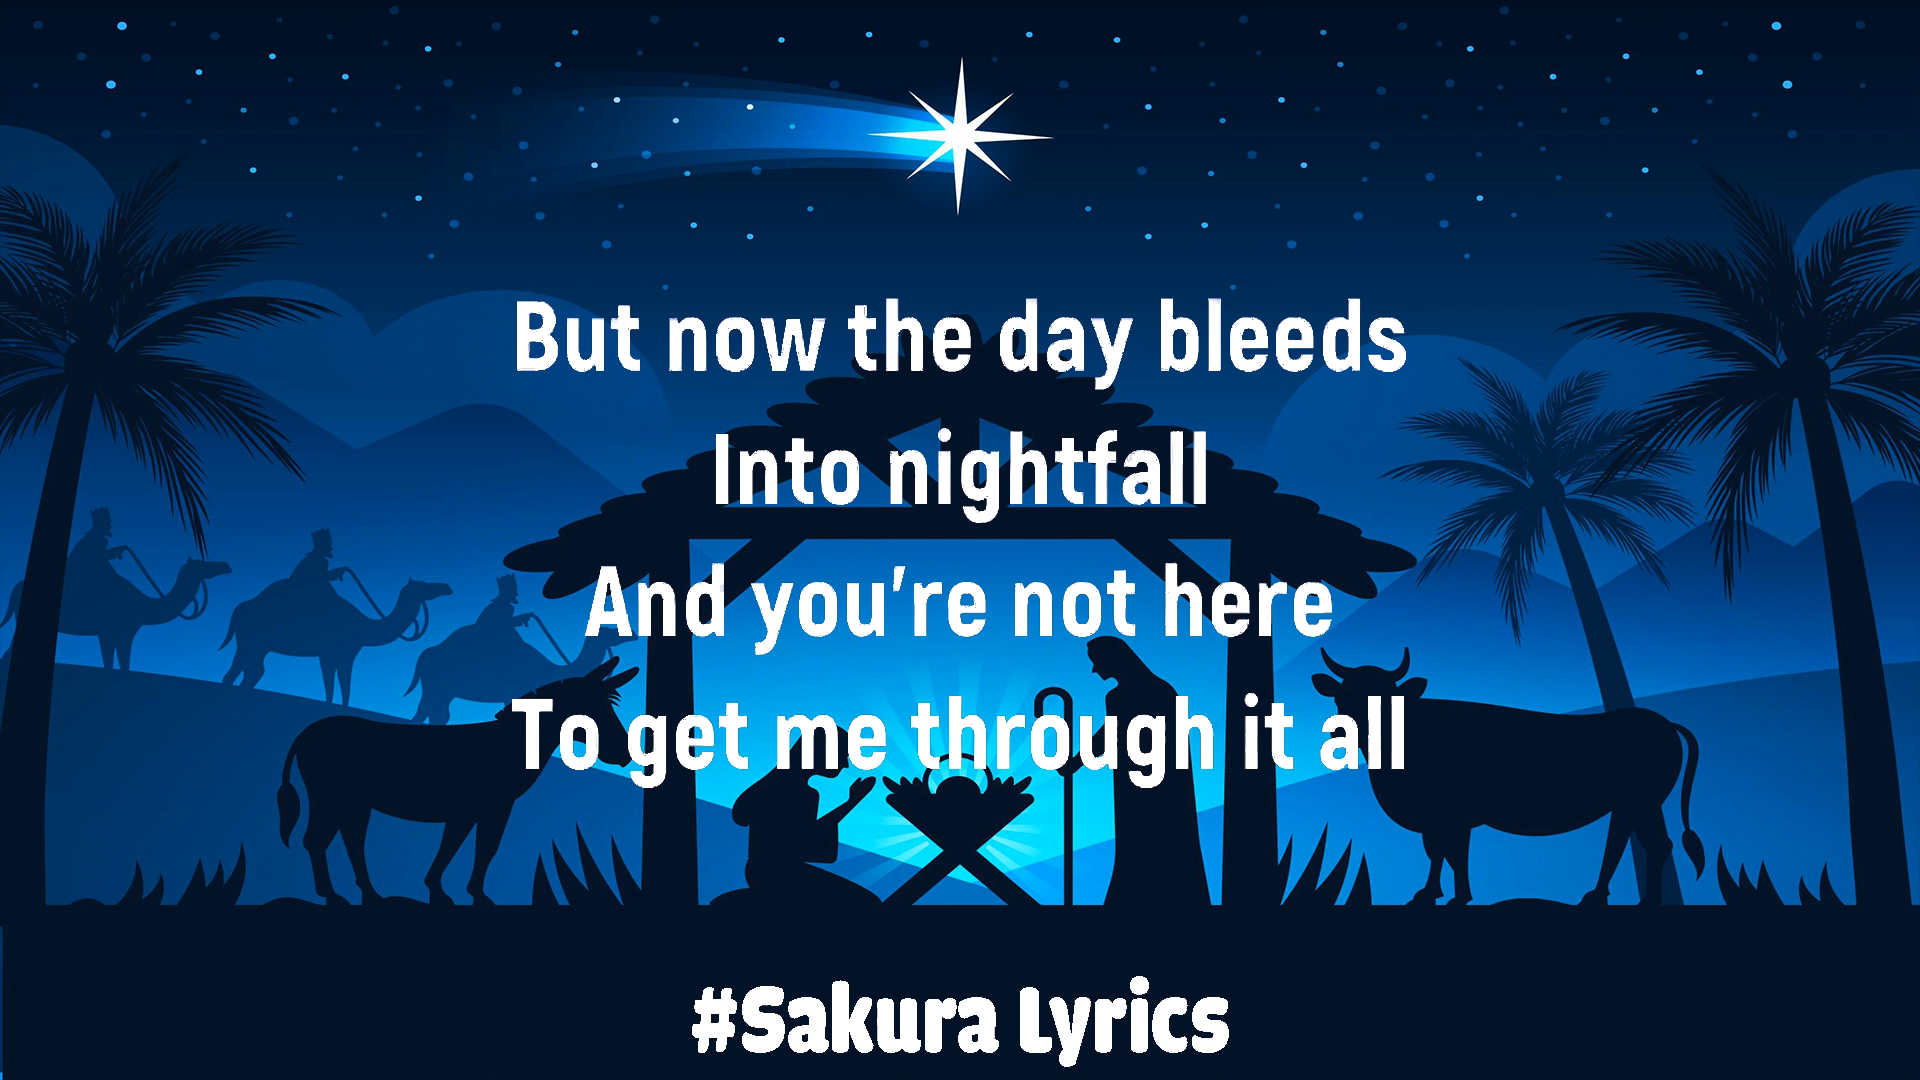 But now the day bleeds
Into nightfall
And you're not here
To get me through it all
#Sakura Lyrics